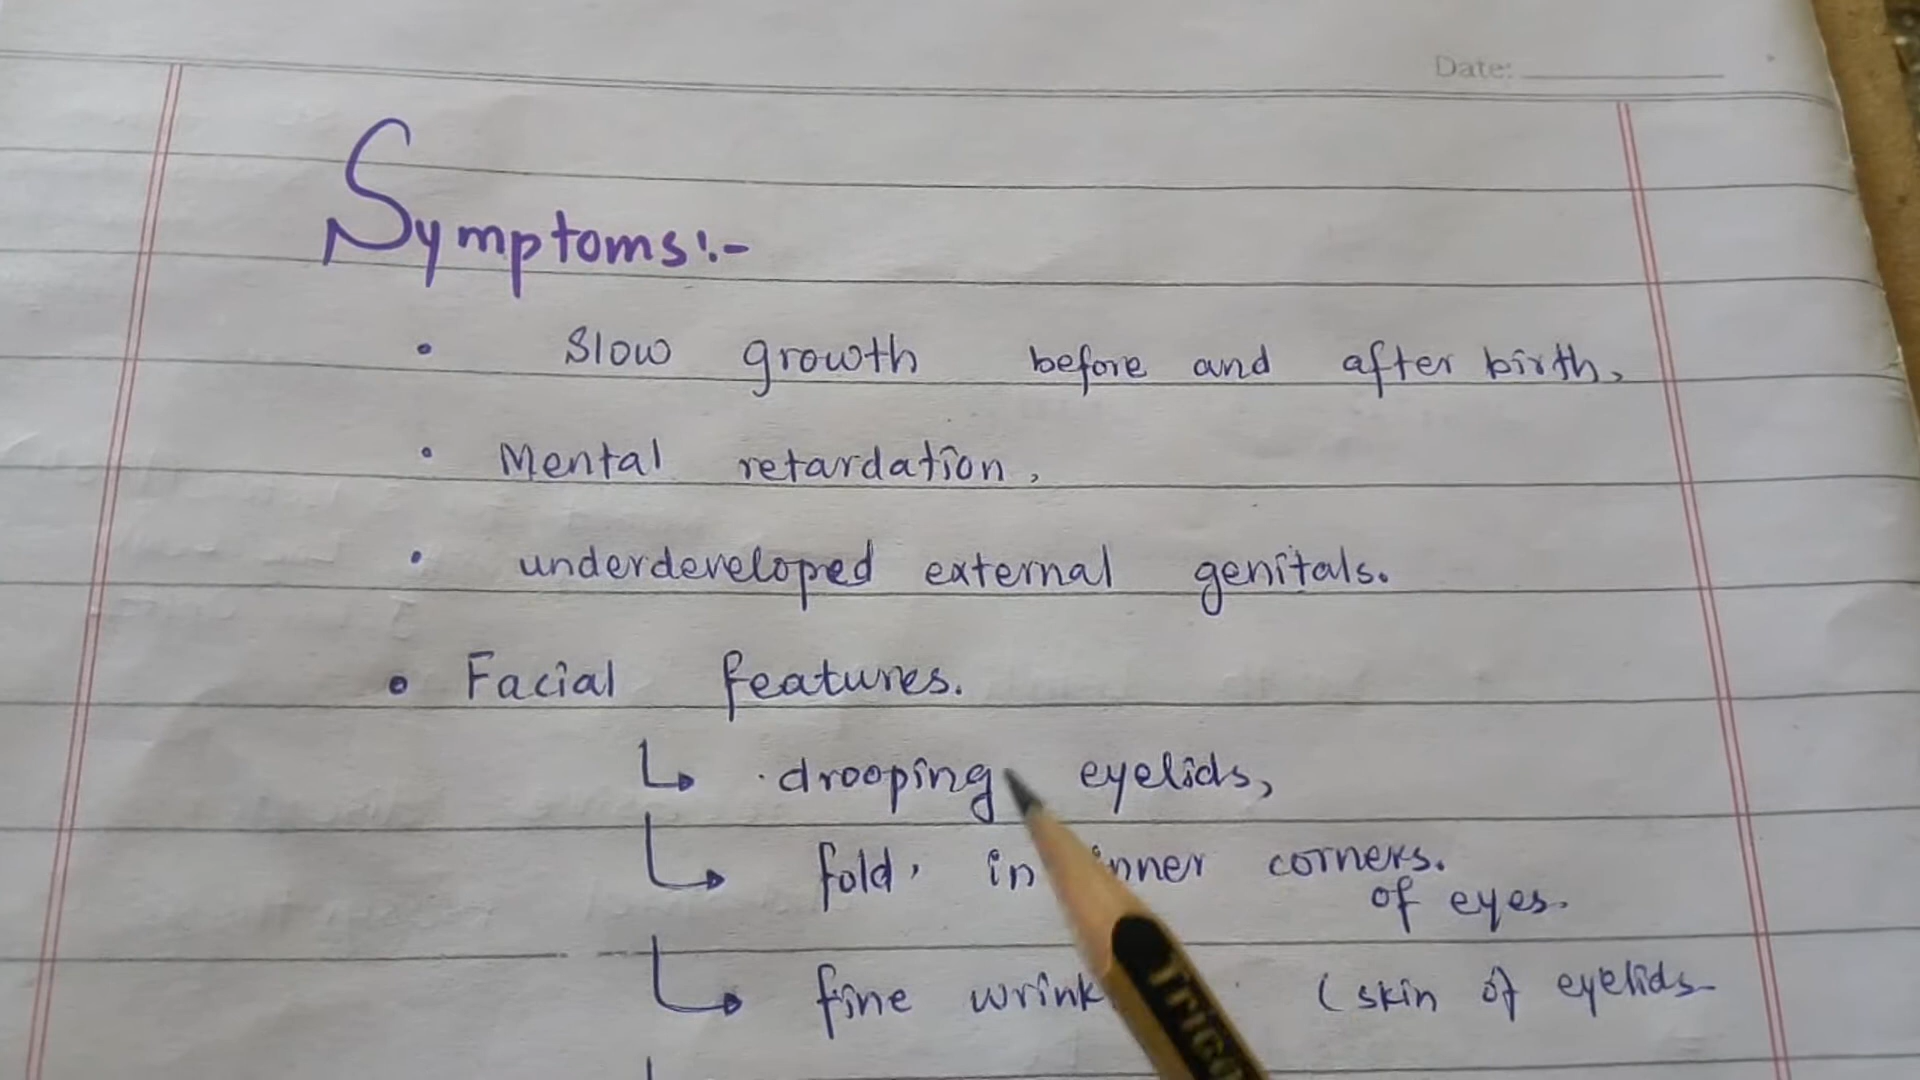 Date:
Symptoms:-
• Slow growth before and after birth,
• Mental retardation,
• underdeveloped external genitals.
• Facial features.
↳ drooping eyelids,
↳ fold, in inner corners.
of eyes.
↳ fine (skin of eyelids